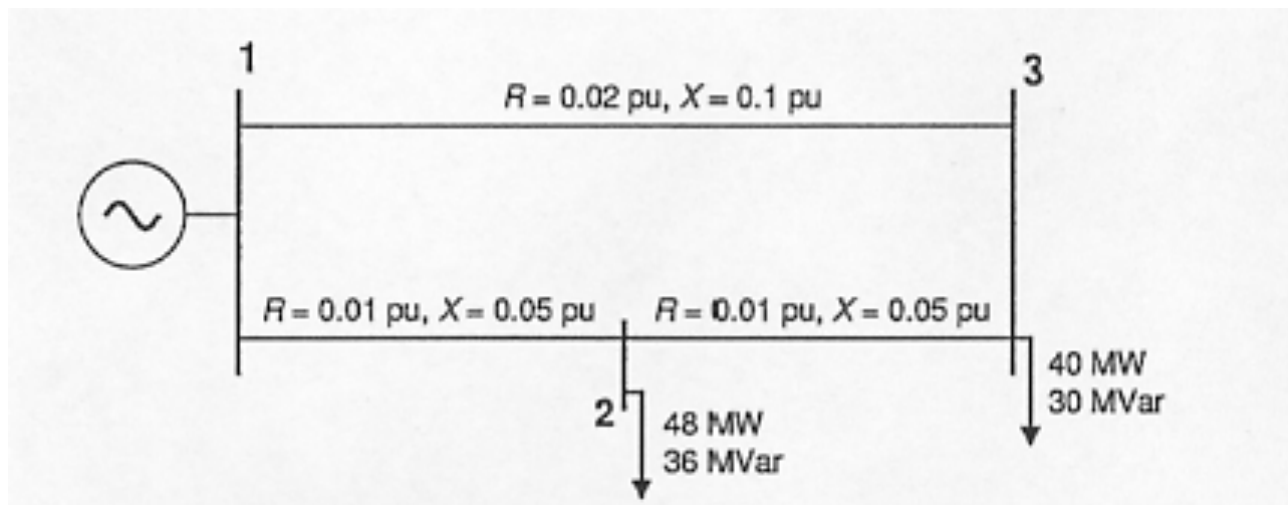 1
3
R = 0.02 pu, X = 0.1 pu
R = 0.01 pu, X = 0.05 pu
R = 0.01 pu, X = 0.05 pu
40 MW
30 MVar
2
48 MW
36 MVar